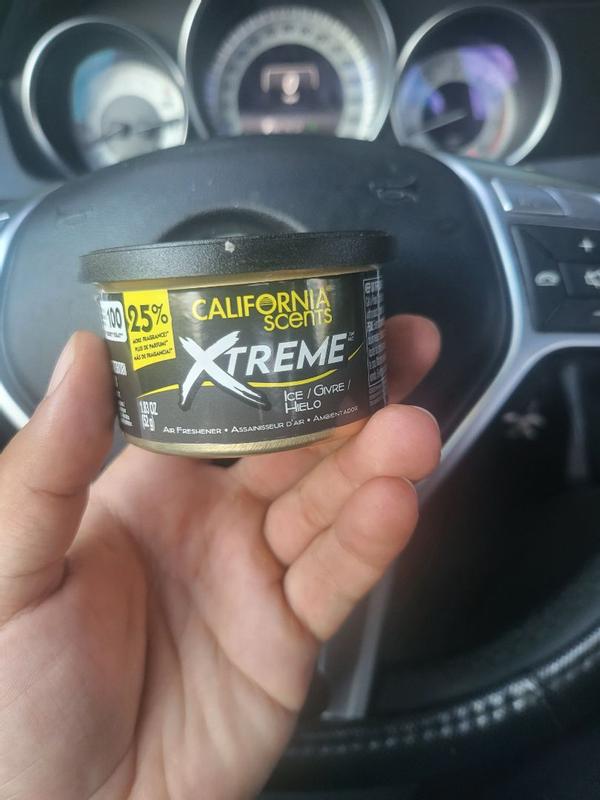 100
25%
MORE FRAGRANCE!*
PLUS DE PARFUM!*
MÁS DE FRAGANCIA!*
CALIFORNIA
SCENTS
XTREME
ICE / GIVRE /
HIELO
1.83 OZ
(52 g)
AIR FRESHENER • ASSAINISSEUR D'AIR • AMBIENTADOR